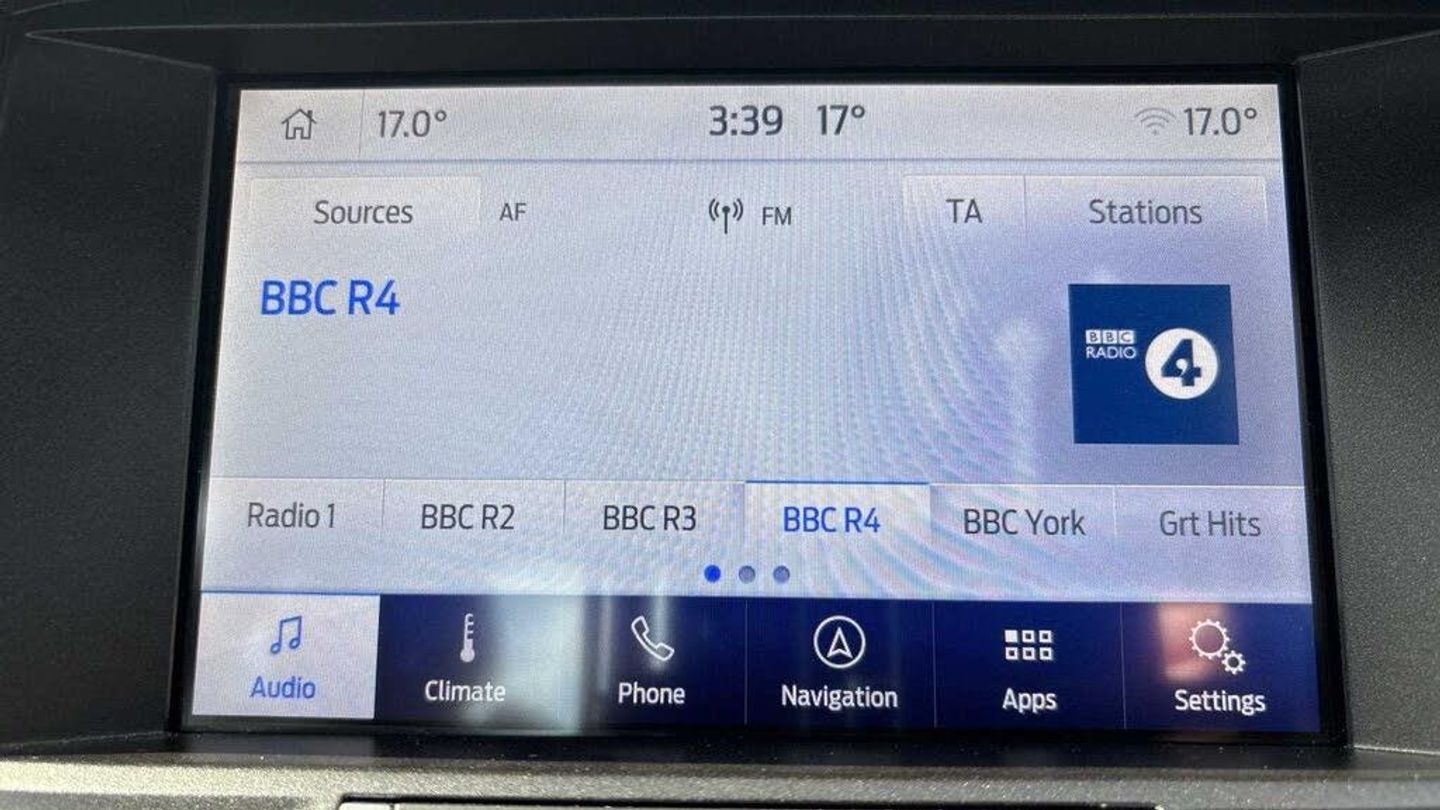 17.0° 3:39 17° 17.0°
Sources AF FM TA Stations
BBC R4
BBC
RADIO 4
Radio 1 BBC R2 BBC R3 BBC R4 BBC York Grt Hits
Audio Climate Phone Navigation Apps Settings